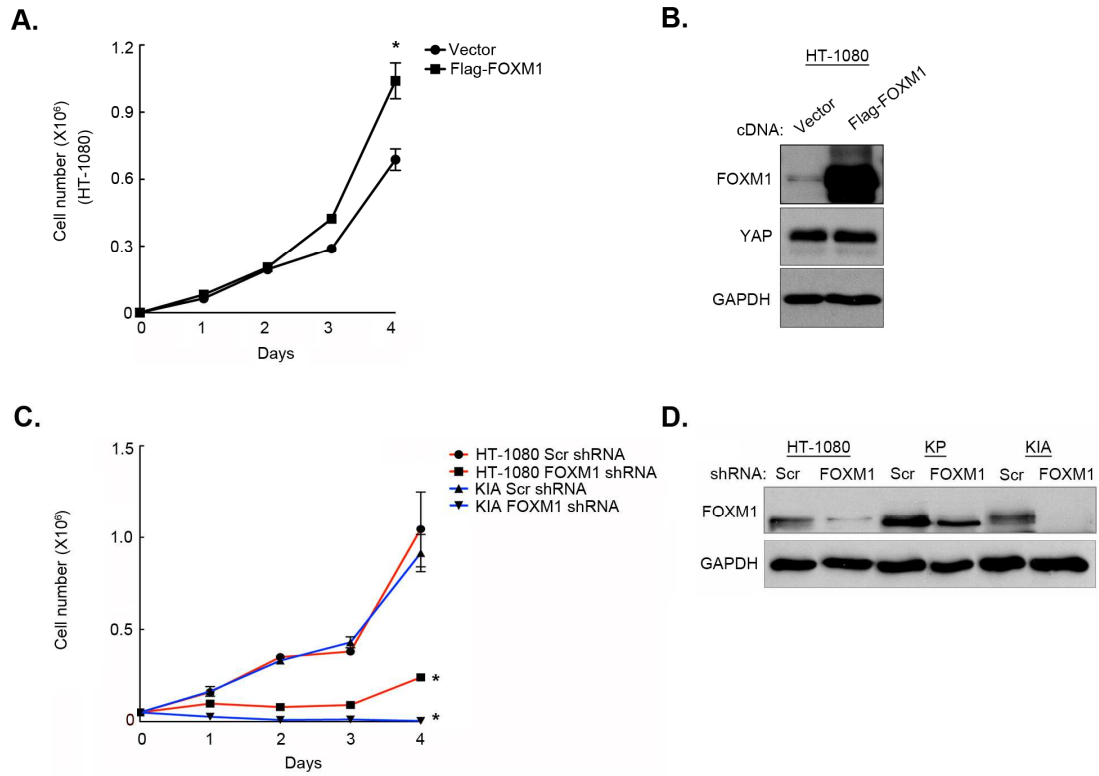 A.
1.2
0.9
0.6
0.3
0
0 1 2 3 4
Days
Cell number (X10⁶)
(HT-1080)
*
Vector
Flag-FOXM1
B.
HT-1080
cDNA: Vector Flag-FOXM1
FOXM1
YAP
GAPDH
C.
1.5
1.0
0.5
0
0 1 2 3 4
Days
Cell number (X10⁶)
HT-1080 Scr shRNA
HT-1080 FOXM1 shRNA
KIA Scr shRNA
KIA FOXM1 shRNA
*
*
D.
HT-1080 KP KIA
shRNA: Scr FOXM1 Scr FOXM1 Scr FOXM1
FOXM1
GAPDH